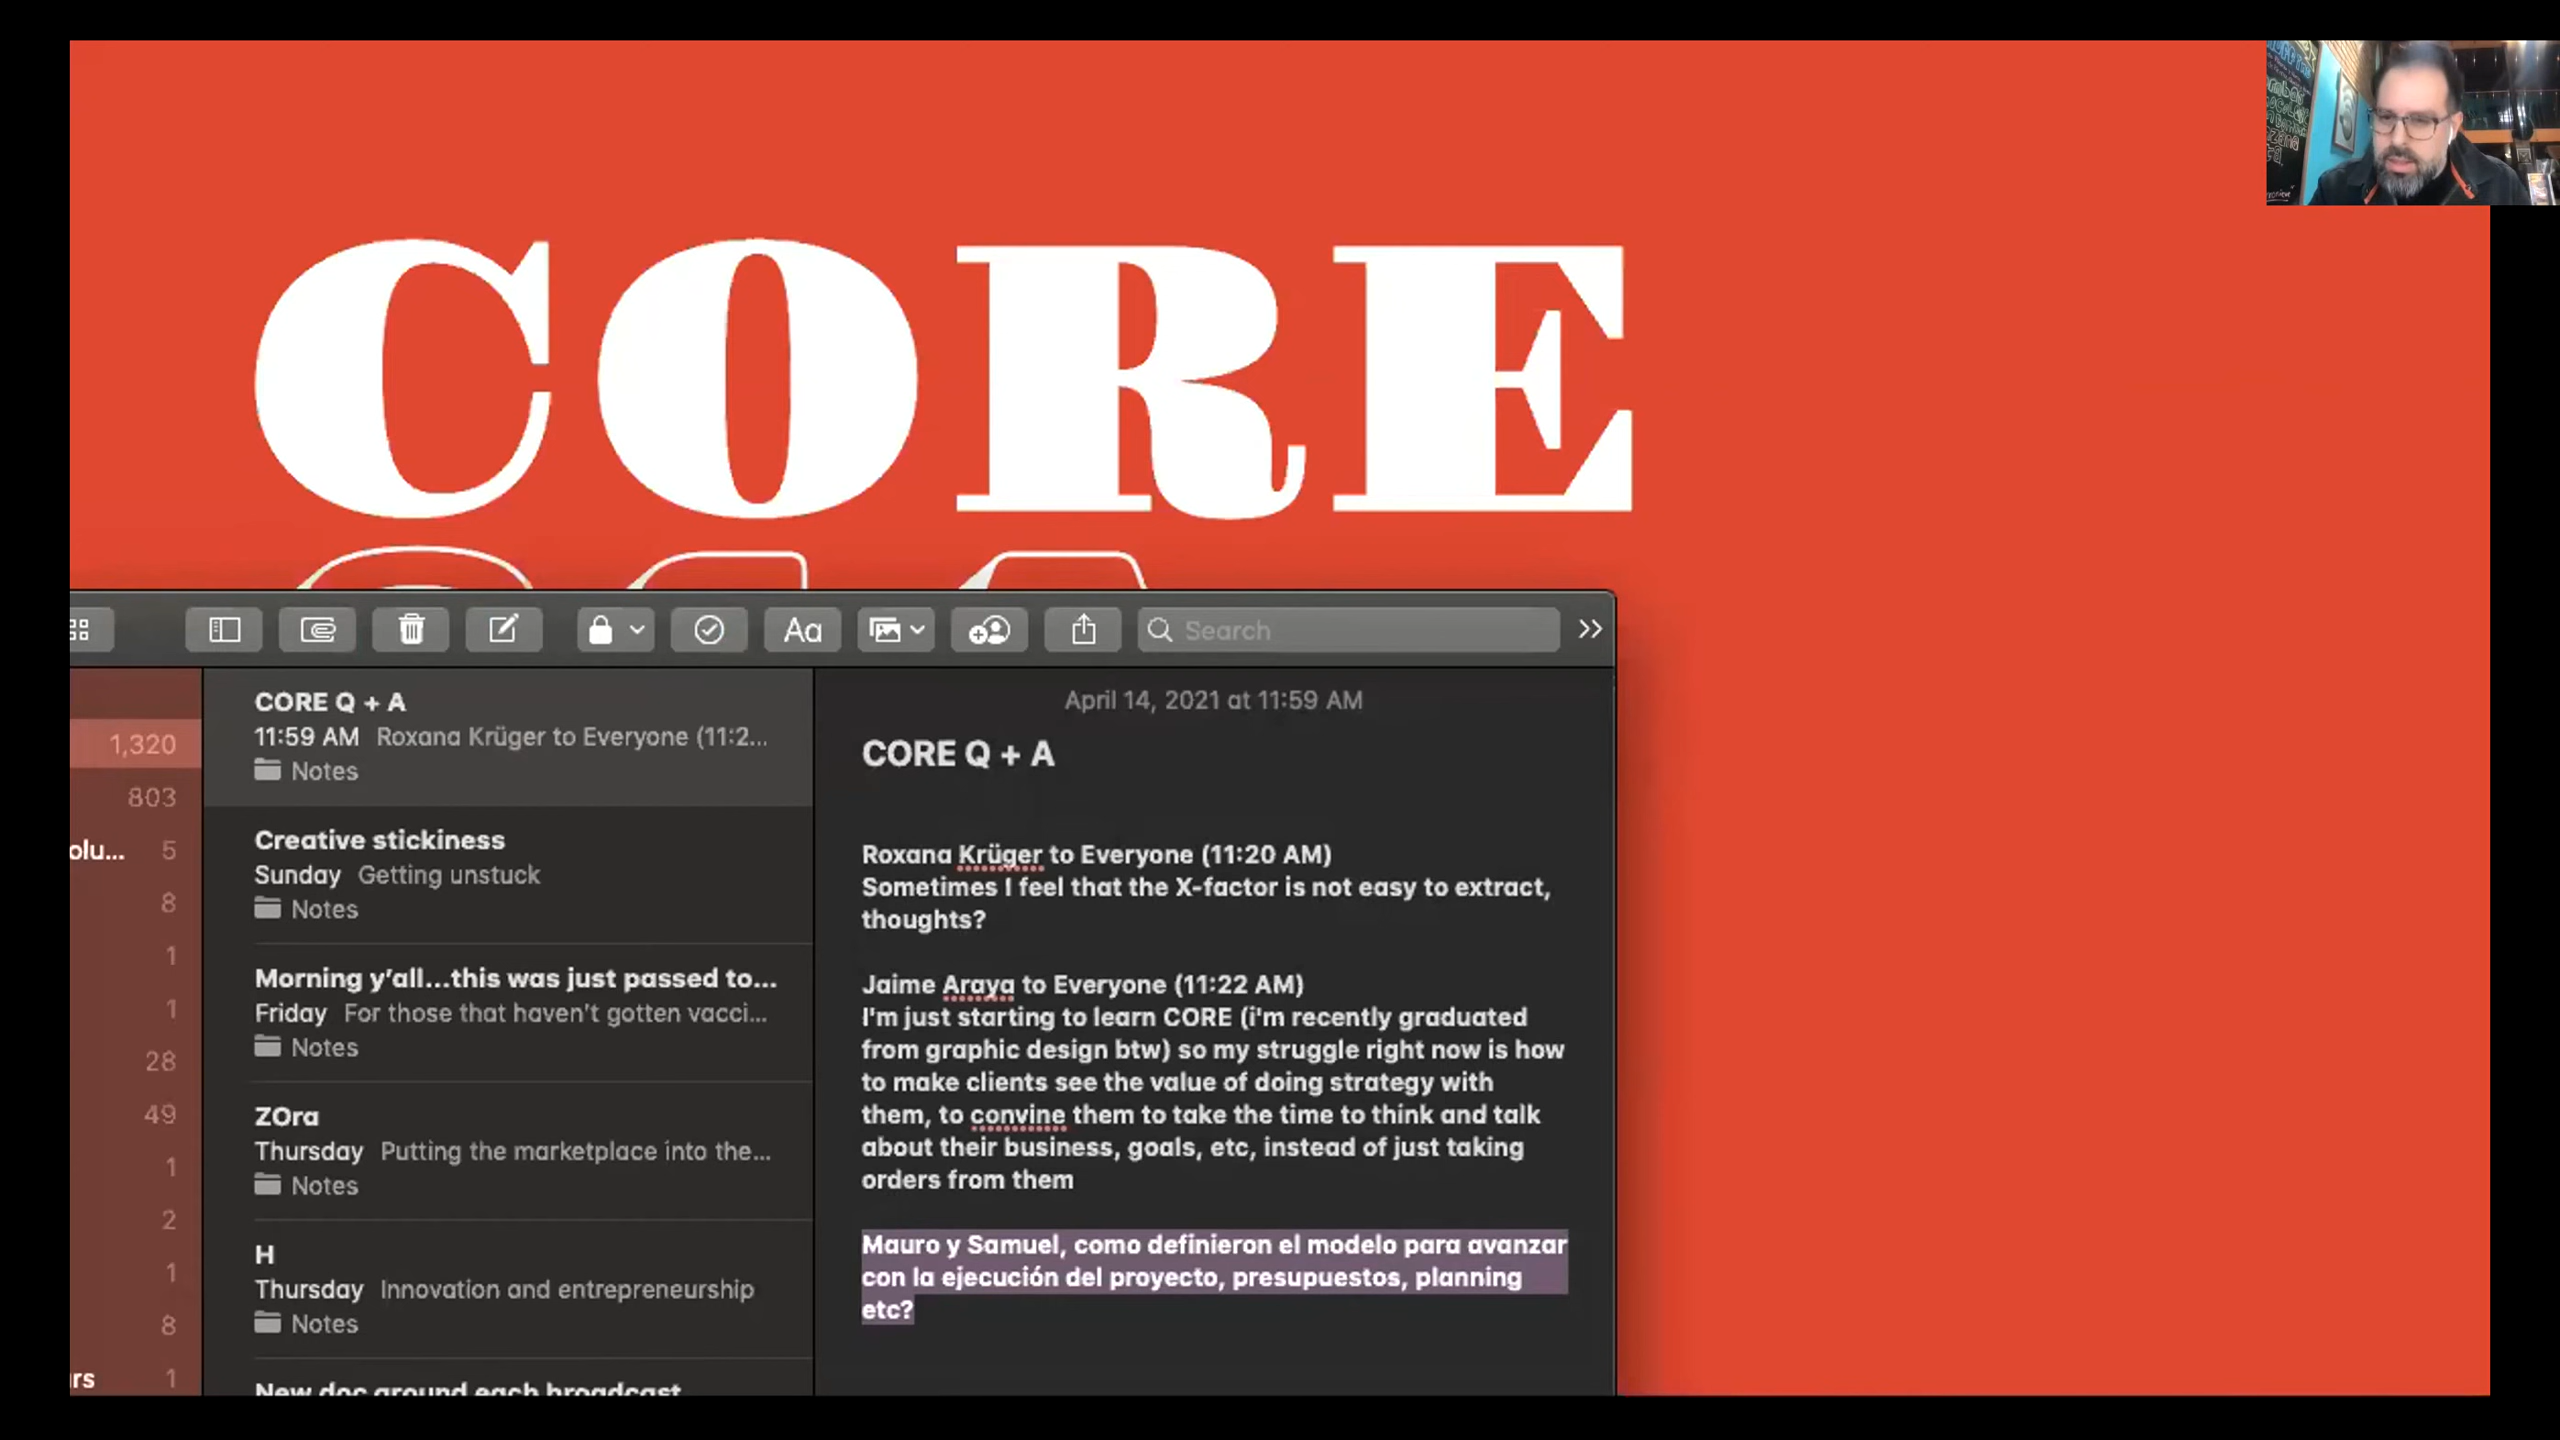 CORE
Search
1,320
803
olu... 5
8
1
1
28
49
1
2
1
8
rs 1
CORE Q + A
11:59 AM Roxana Krüger to Everyone (11:2...
Notes
Creative stickiness
Sunday Getting unstuck
Notes
Morning y’all...this was just passed to...
Friday For those that haven’t gotten vacci...
Notes
ZOra
Thursday Putting the marketplace into the...
Notes
H
Thursday Innovation and entrepreneurship
Notes
New doc around each broadcast
April 14, 2021 at 11:59 AM
CORE Q + A
Roxana Krüger to Everyone (11:20 AM)
Sometimes I feel that the X-factor is not easy to extract,
thoughts?
Jaime Araya to Everyone (11:22 AM)
I'm just starting to learn CORE (i'm recently graduated
from graphic design btw) so my struggle right now is how
to make clients see the value of doing strategy with
them, to convine them to take the time to think and talk
about their business, goals, etc, instead of just taking
orders from them
Mauro y Samuel, como definieron el modelo para avanzar
con la ejecución del proyecto, presupuestos, planning
etc?